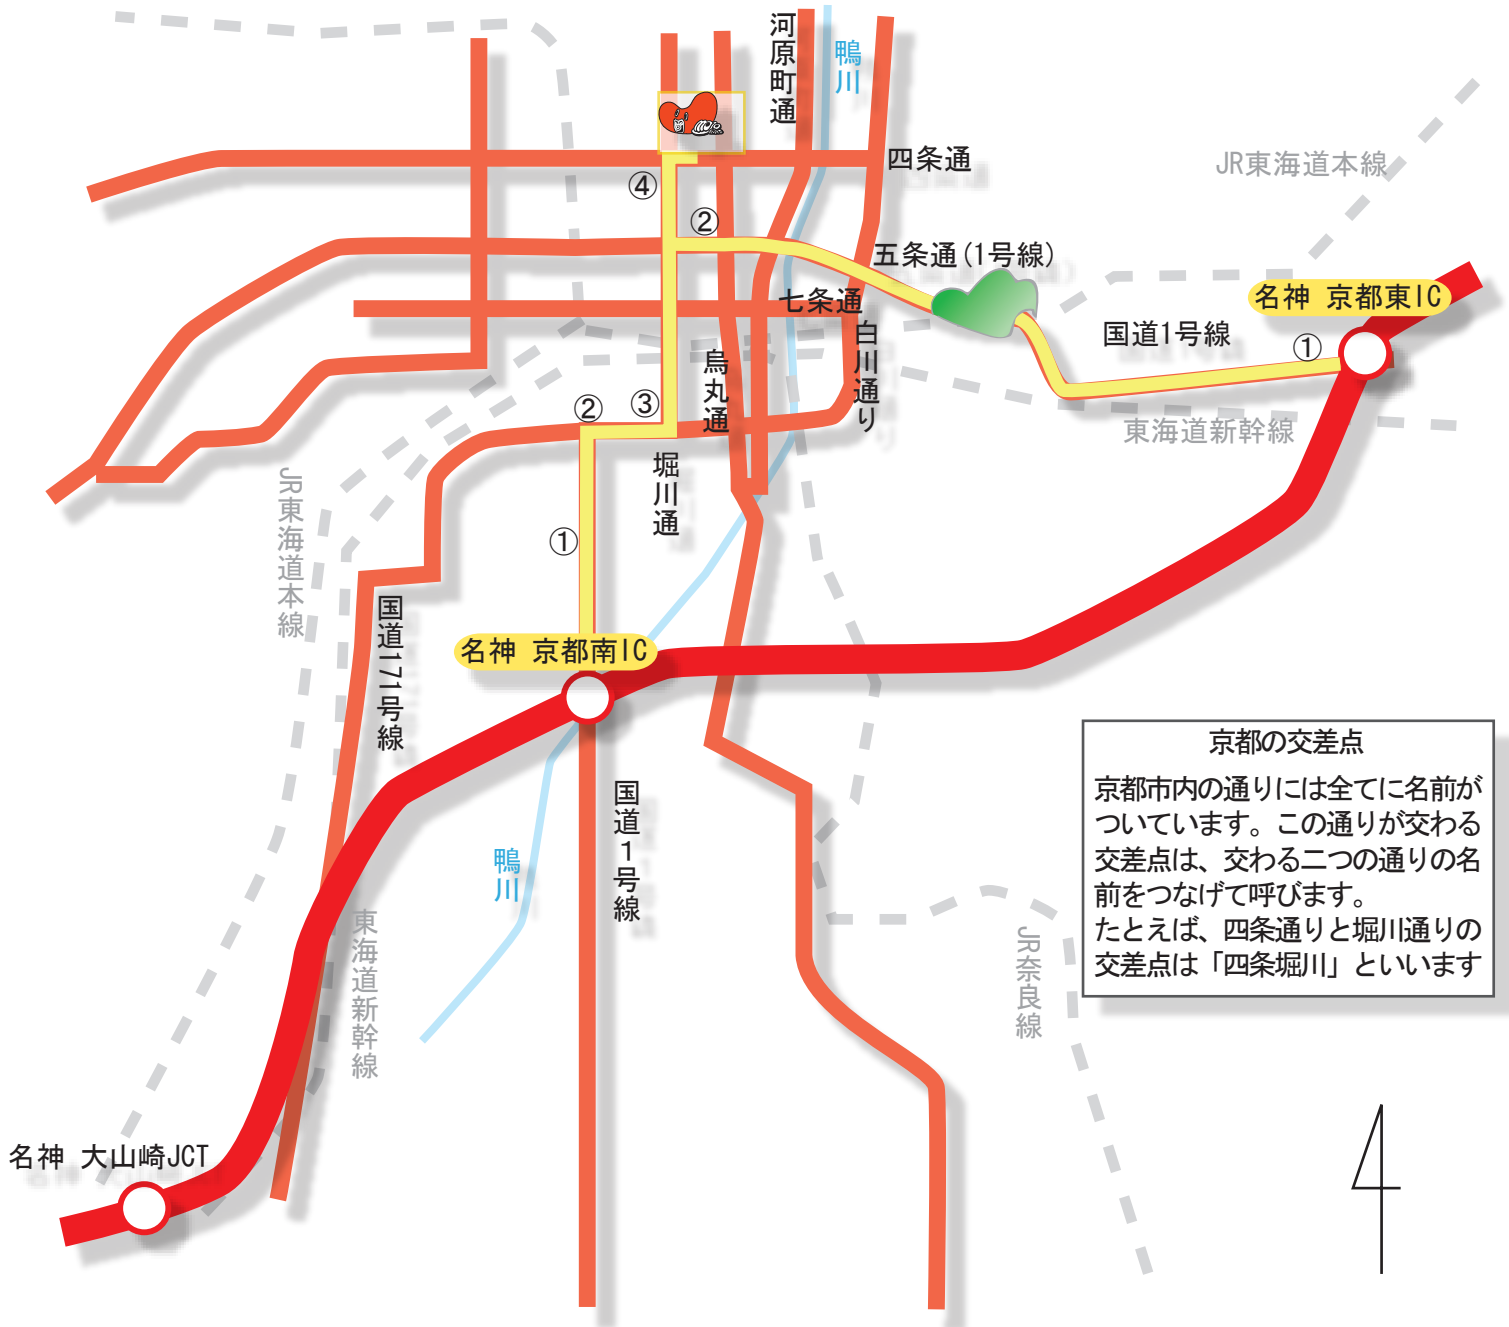 河原町通
鴨川
四条通
JR東海道本線
④
②
五条通(1号線)
名神 京都東IC
七条通
国道1号線
①
白川通り
烏丸通
③
②
東海道新幹線
堀川通
JR東海道本線
①
国道171号線
名神 京都南IC
国道1号線
鴨川
東海道新幹線
JR奈良線
京都の交差点
京都市内の通りには全てに名前が
ついています。この通りが交わる
交差点は、交わる二つの通りの名
前をつなげて呼びます。
たとえば、四条通りと堀川通りの
交差点は「四条堀川」といいます
名神 大山崎JCT